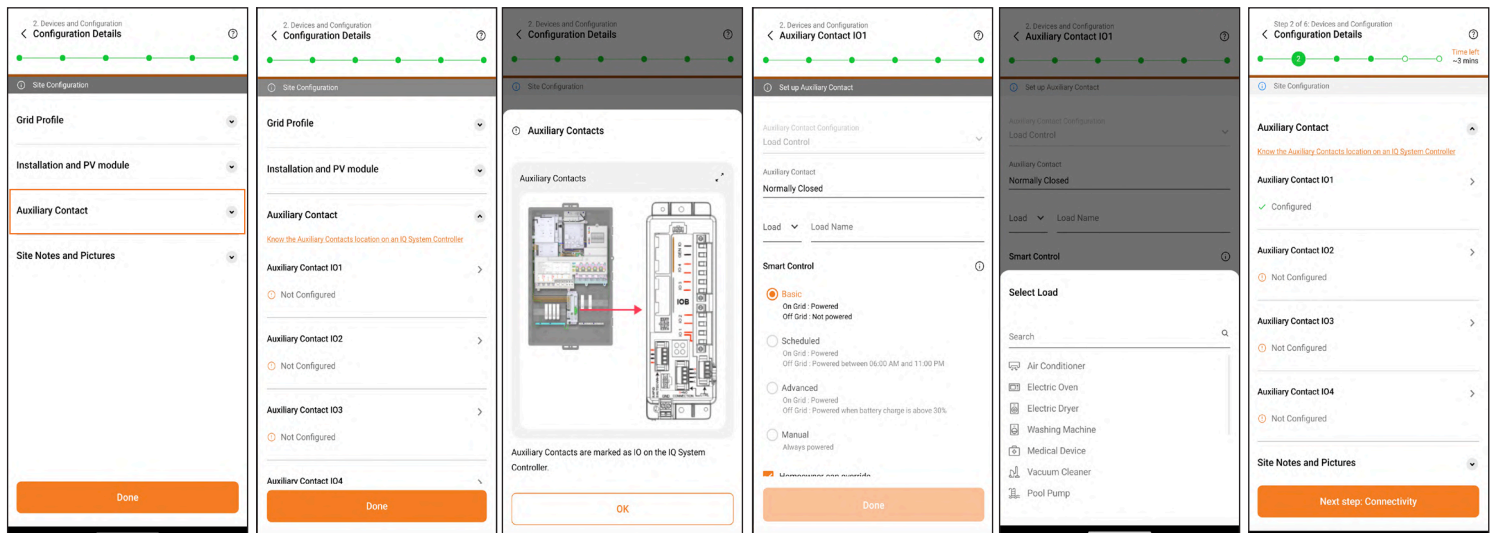 2. Devices and Configuration
Configuration Details
Site Configuration
Grid Profile
Installation and PV module
Auxiliary Contact
Site Notes and Pictures
Done
2. Devices and Configuration
Configuration Details
Site Configuration
Grid Profile
Installation and PV module
Auxiliary Contact
Know the Auxiliary Contacts location on an IQ System Controller
Auxiliary Contact IO1
Not Configured
Auxiliary Contact IO2
Not Configured
Auxiliary Contact IO3
Not Configured
Auxiliary Contact IO4
Done
2. Devices and Configuration
Configuration Details
Site Configuration
Auxiliary Contacts
Auxiliary Contacts
IOB
Auxiliary Contacts are marked as IO on the IQ System
Controller.
OK
2. Devices and Configuration
Auxiliary Contact IO1
Set up Auxiliary Contact
Auxiliary Contact Configuration
Load Control
Auxiliary Contact
Normally Closed
Load Load Name
Smart Control
Basic
On Grid : Powered
Off Grid : Not powered
Scheduled
On Grid : Powered
Off Grid : Powered between 06:00 AM and 11:00 PM
Advanced
On Grid : Powered
Off Grid : Powered when battery charge is above 30%.
Manual
Always powered
Homeowner can override
Done
2. Devices and Configuration
Auxiliary Contact IO1
Set up Auxiliary Contact
Auxiliary Contact Configuration
Load Control
Auxiliary Contact
Normally Closed
Load Load Name
Smart Control
Select Load
Search
Air Conditioner
Electric Oven
Electric Dryer
Washing Machine
Medical Device
Vacuum Cleaner
Pool Pump
Step 2 of 6: Devices and Configuration
Configuration Details
Time left
2
~3 mins
Site Configuration
Auxiliary Contact
Know the Auxiliary Contacts location on an IQ System Controller
Auxiliary Contact IO1
Configured
Auxiliary Contact IO2
Not Configured
Auxiliary Contact IO3
Not Configured
Auxiliary Contact IO4
Not Configured
Site Notes and Pictures
Next step: Connectivity